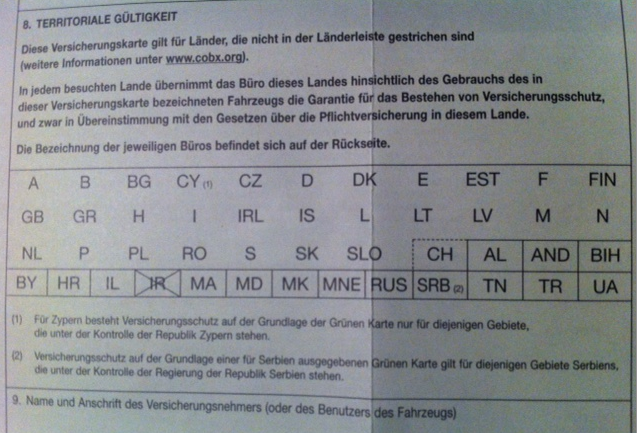 8. TERRITORIALE GÜLTIGKEIT
Diese Versicherungskarte gilt für Länder, die nicht in der Länderleiste gestrichen sind
(weitere Informationen unter www.cobx.org).
In jedem besuchten Lande übernimmt das Büro dieses Landes hinsichtlich des Gebrauchs des in
dieser Versicherungskarte bezeichneten Fahrzeugs die Garantie für das Bestehen von Versicherungsschutz,
und zwar in Übereinstimmung mit den Gesetzen über die Pflichtversicherung in diesem Lande.
Die Bezeichnung der jeweiligen Büros befindet sich auf der Rückseite.
A B BG CY (1) CZ D DK E EST F FIN
GB GR H I IRL IS L LT LV M N
NL P PL RO S SK SLO CH AL AND BIH
BY HR IL IR MA MD MK MNE RUS SRB (2) TN TR UA
(1) Für Zypern besteht Versicherungsschutz auf der Grundlage der Grünen Karte nur für diejenigen Gebiete,
die unter der Kontrolle der Republik Zypern stehen.
(2) Versicherungsschutz auf der Grundlage einer für Serbien ausgegebenen Grünen Karte gilt für diejenigen Gebiete Serbiens,
die unter der Kontrolle der Regierung der Republik Serbien stehen.
9. Name und Anschrift des Versicherungsnehmers (oder des Benutzers des Fahrzeugs)